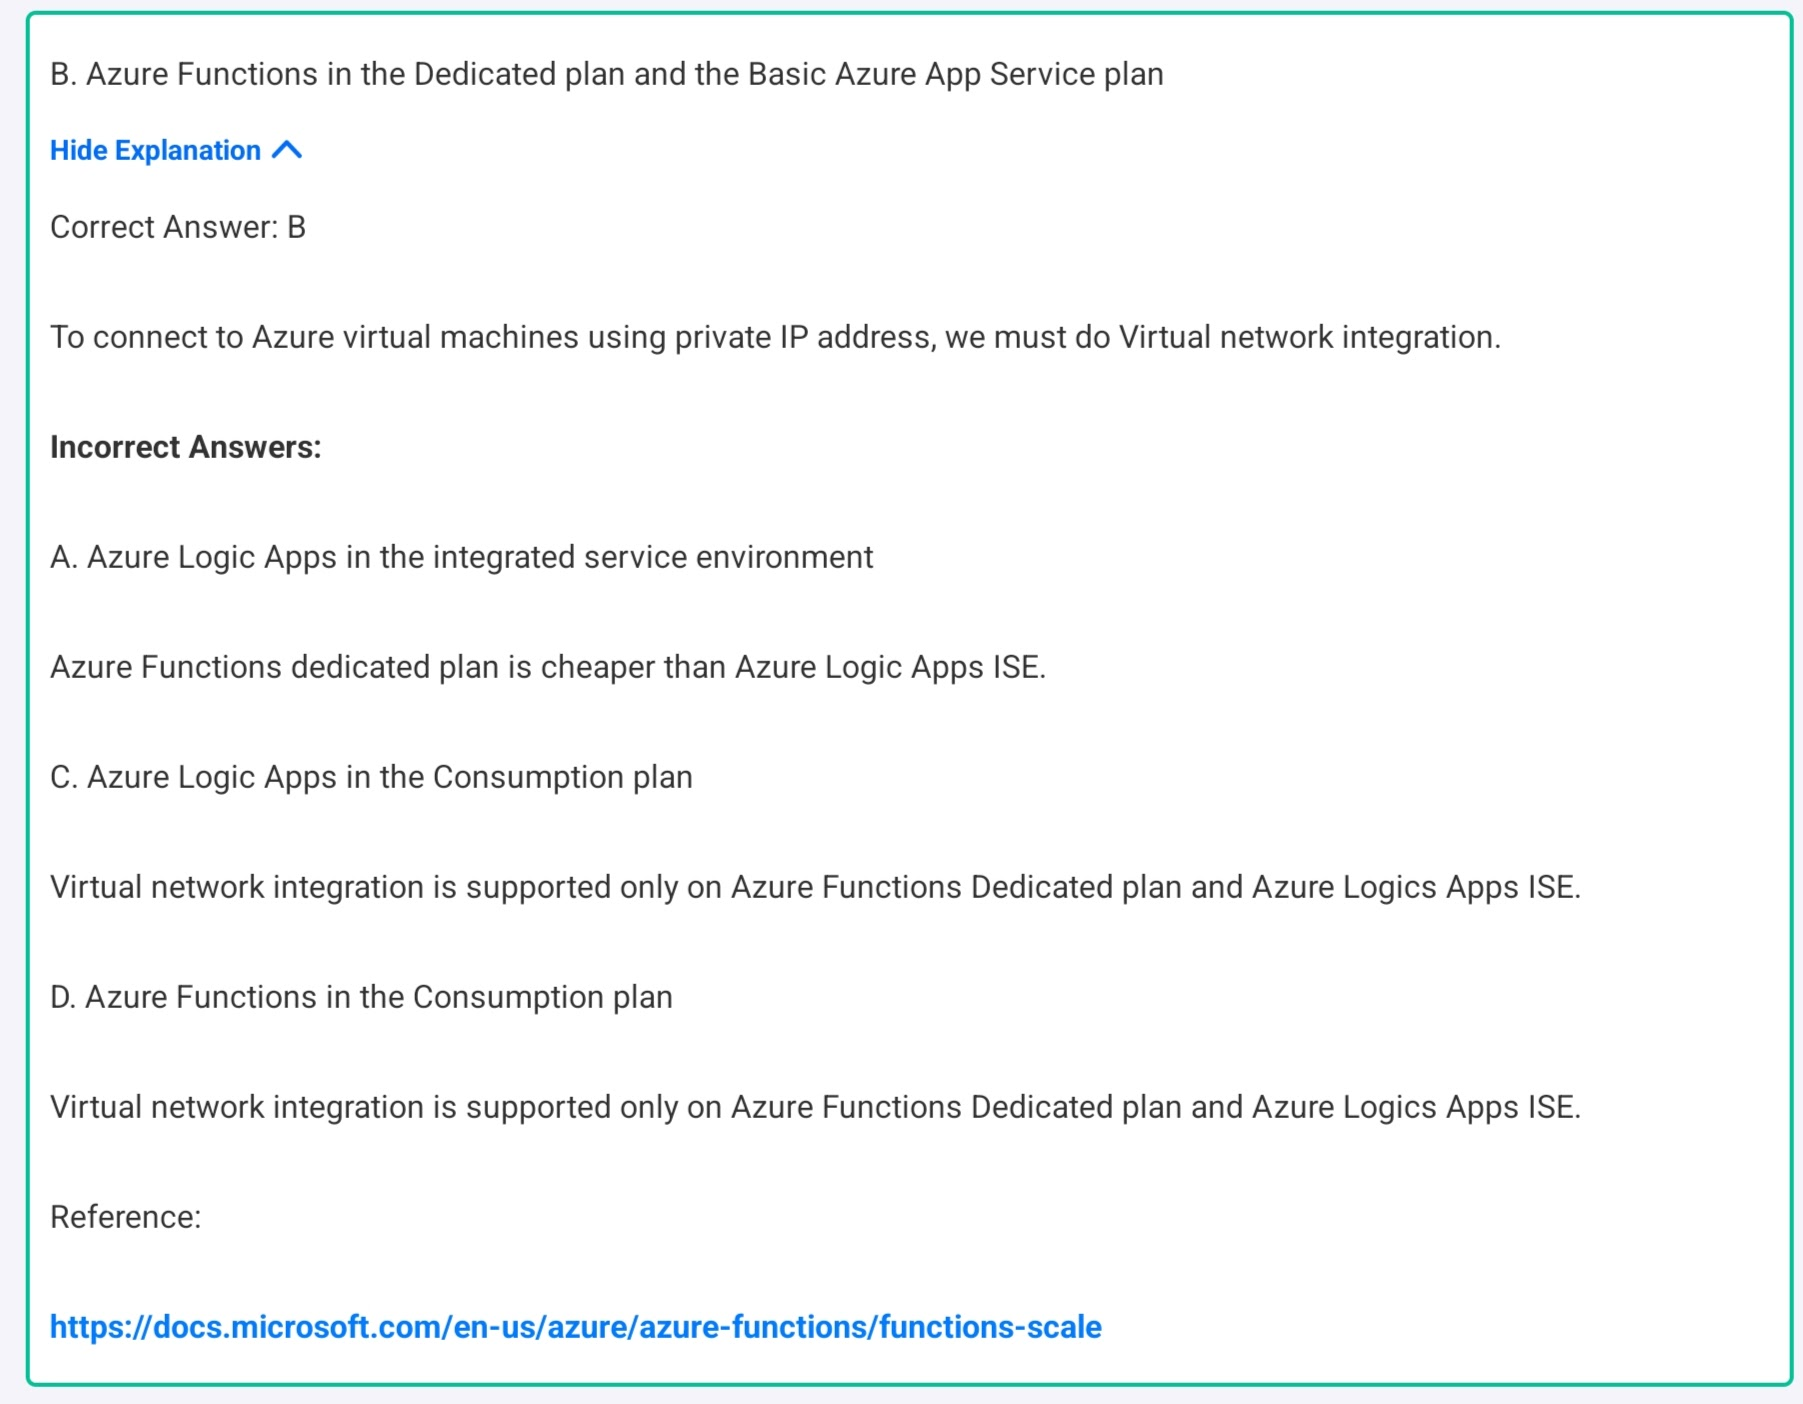 B. Azure Functions in the Dedicated plan and the Basic Azure App Service plan
Hide Explanation
Correct Answer: B
To connect to Azure virtual machines using private IP address, we must do Virtual network integration.
Incorrect Answers:
A. Azure Logic Apps in the integrated service environment
Azure Functions dedicated plan is cheaper than Azure Logic Apps ISE.
C. Azure Logic Apps in the Consumption plan
Virtual network integration is supported only on Azure Functions Dedicated plan and Azure Logics Apps ISE.
D. Azure Functions in the Consumption plan
Virtual network integration is supported only on Azure Functions Dedicated plan and Azure Logics Apps ISE.
Reference:
https://docs.microsoft.com/en-us/azure/azure-functions/functions-scale